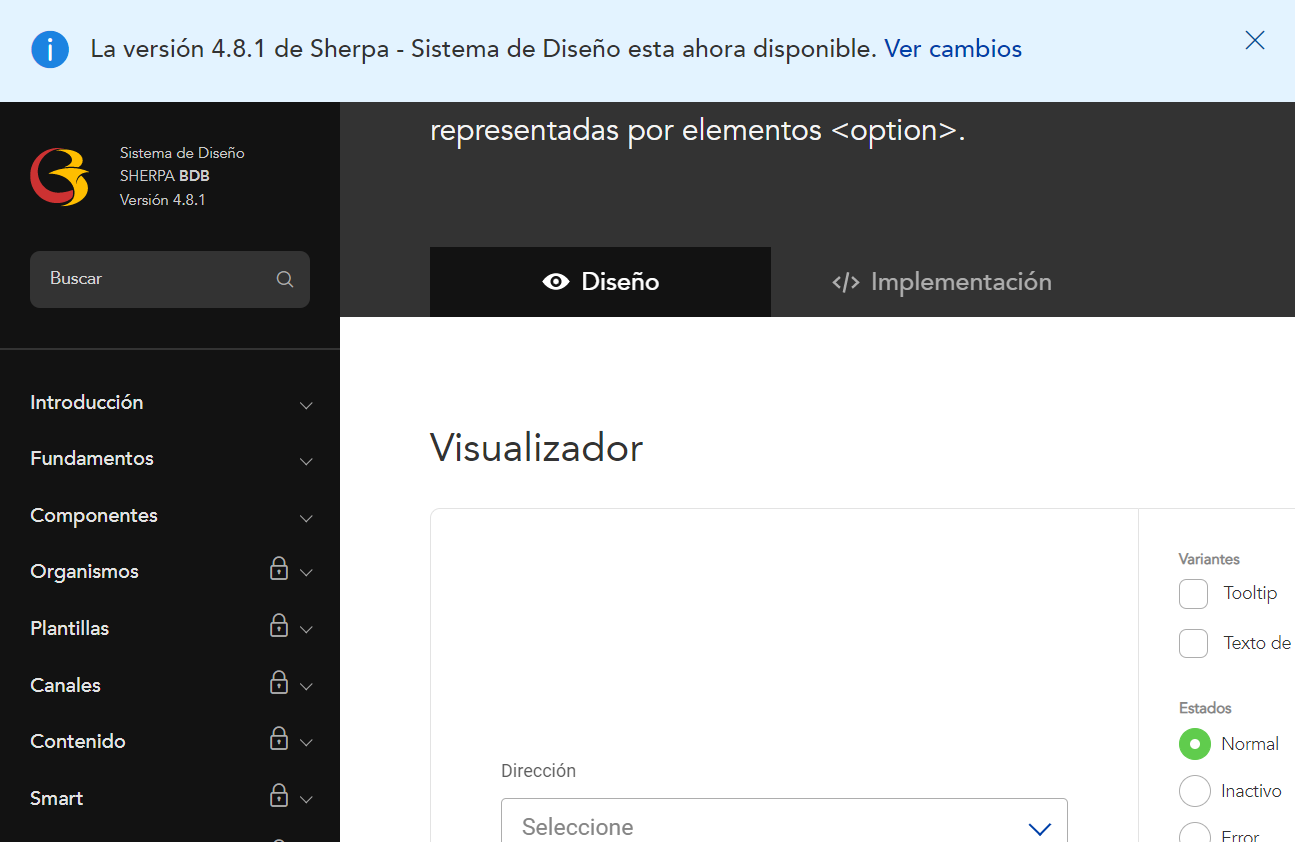 La versión 4.8.1 de Sherpa - Sistema de Diseño esta ahora disponible. Ver cambios
Sistema de Diseño
SHERPA BDB
Versión 4.8.1
Buscar
Introducción
Fundamentos
Componentes
Organismos
Plantillas
Canales
Contenido
Smart
representadas por elementos <option>.
Diseño
</> Implementación
Visualizador
Dirección
Seleccione
Variantes
Tooltip
Texto de
Estados
Normal
Inactivo
Error